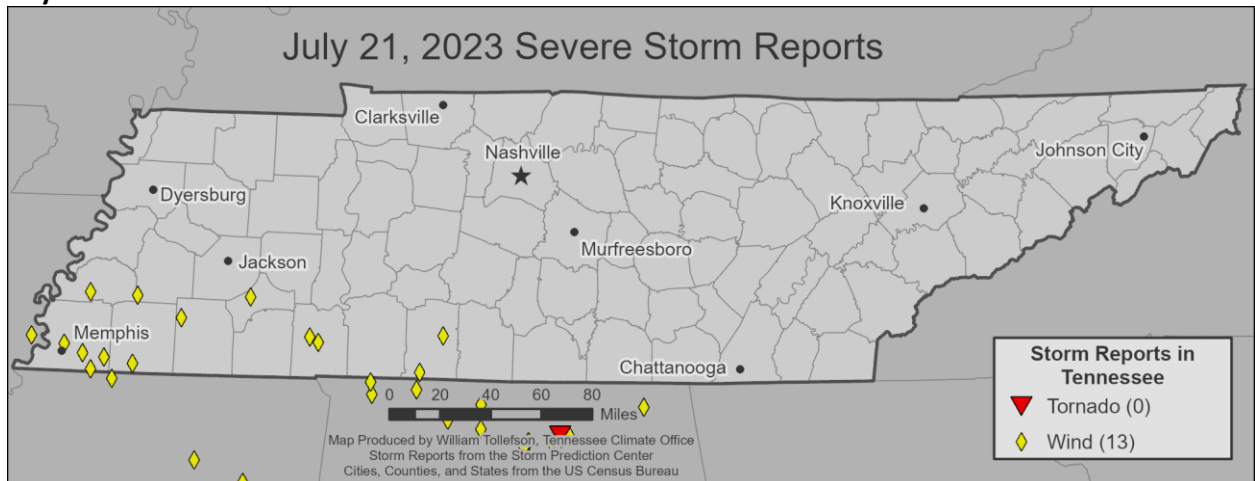 July 21, 2023 Severe Storm Reports
Clarksville
Nashville
Johnson City
Dyersburg
Knoxville
Murfreesboro
Jackson
Memphis
Chattanooga
Storm Reports in
Tennessee
Tornado (0)
Wind (13)
0 20 40 60 80
Miles
Map Produced by William Tollefson, Tennessee Climate Office
Storm Reports from the Storm Prediction Center
Cities, Counties, and States from the US Census Bureau